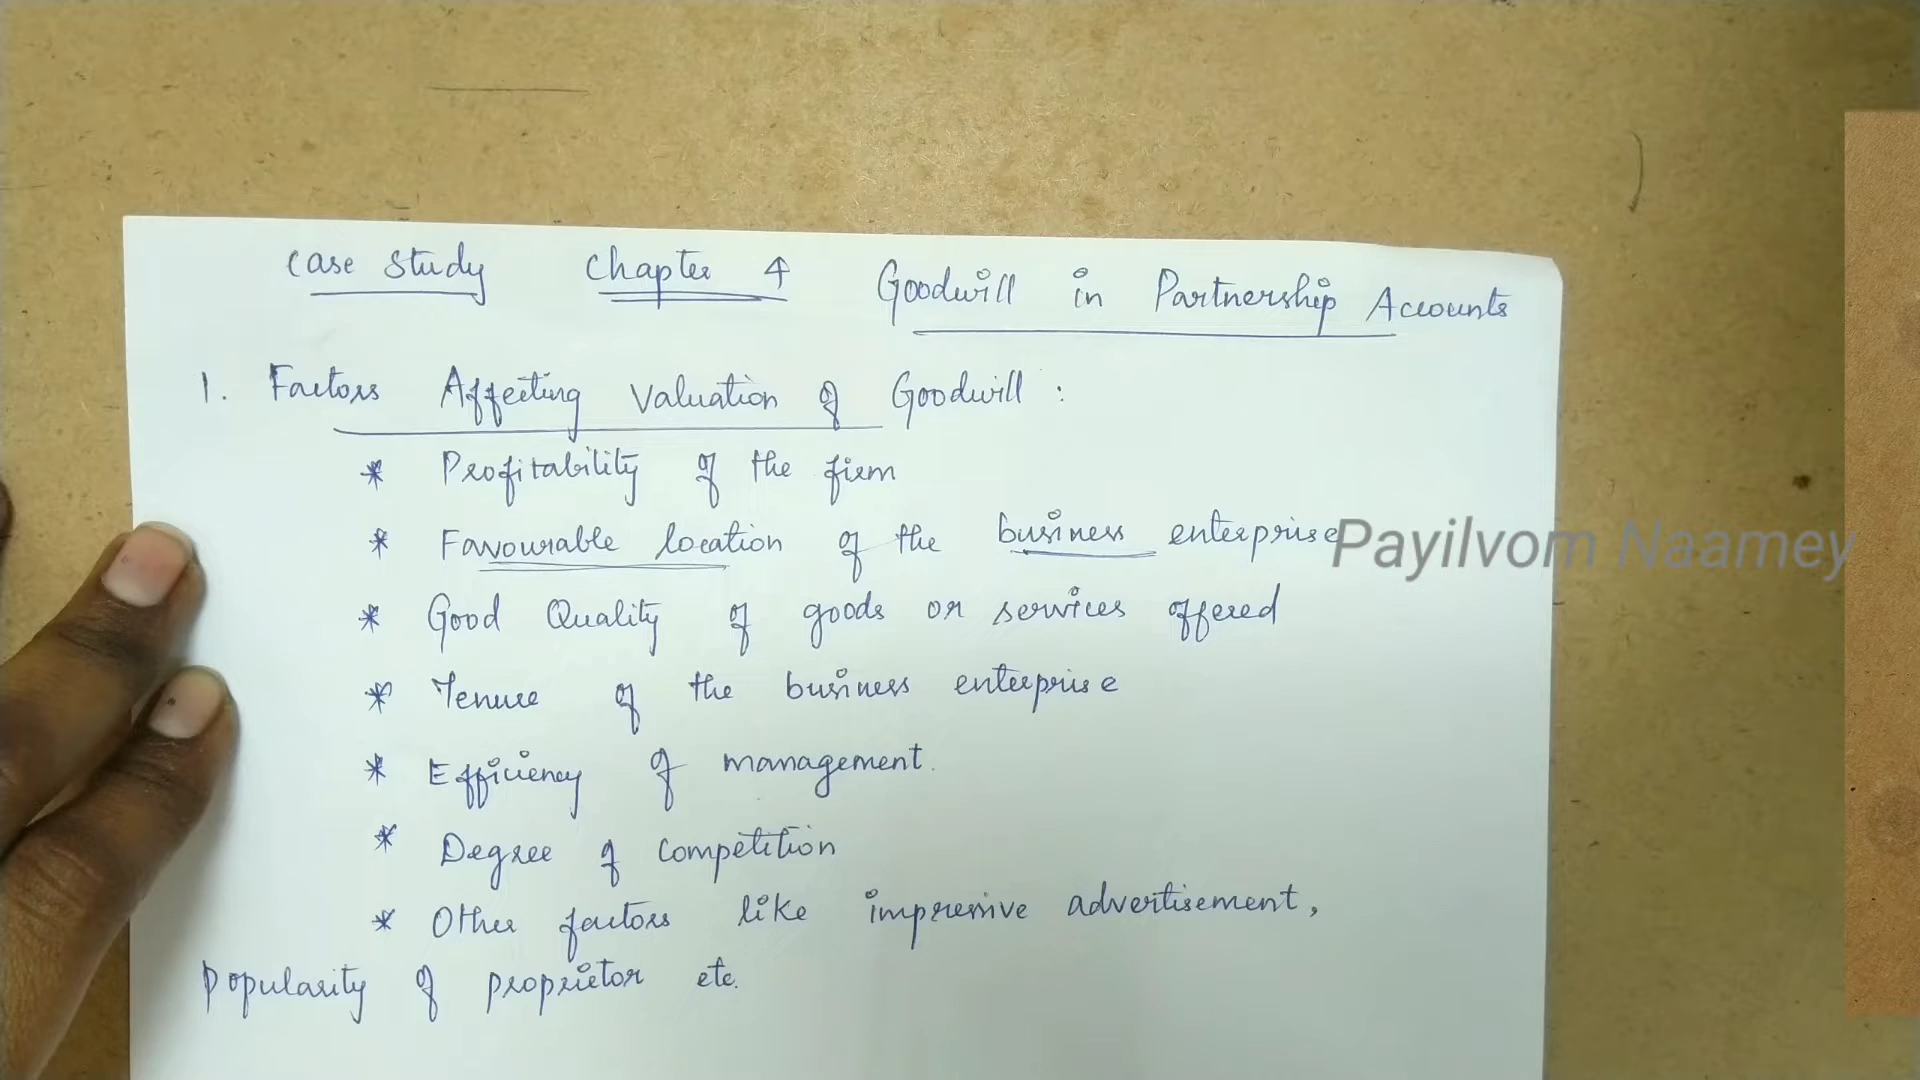 Case Study Chapter 4 Goodwill in Partnership Accounts
1. Factors Affecting Valuation of Goodwill :
* Profitability of the firm
* Favourable location of the business enterprise
Payilvom Naamey
* Good Quality of goods or services offered
* Tenure of the business enterprise
* Efficiency of management.
* Degree of competition
* Other factors like impressive advertisement,
Popularity of proprietor etc.